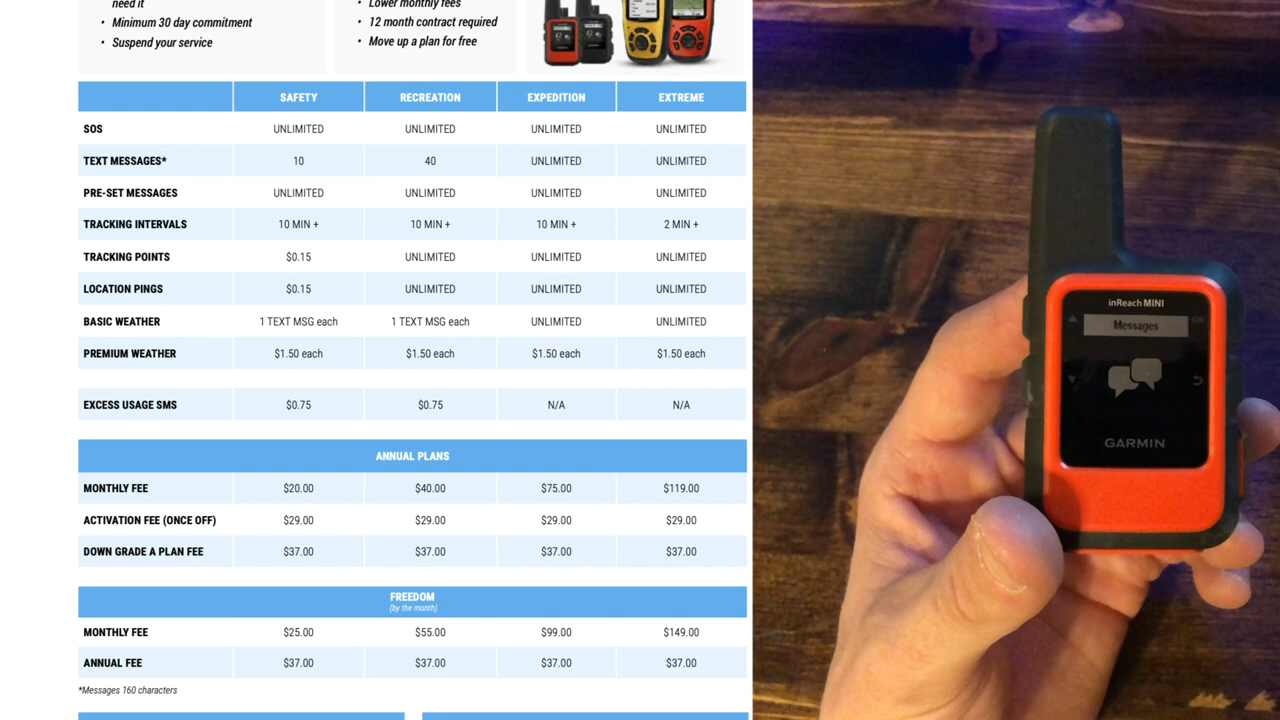 need it
• Minimum 30 day commitment
• Suspend your service
• Lower monthly fees
• 12 month contract required
• Move up a plan for free
SAFETY RECREATION EXPEDITION EXTREME
SOS UNLIMITED UNLIMITED UNLIMITED UNLIMITED
TEXT MESSAGES* 10 40 UNLIMITED UNLIMITED
PRE-SET MESSAGES UNLIMITED UNLIMITED UNLIMITED UNLIMITED
TRACKING INTERVALS 10 MIN + 10 MIN + 10 MIN + 2 MIN +
TRACKING POINTS $0.15 UNLIMITED UNLIMITED UNLIMITED
LOCATION PINGS $0.15 UNLIMITED UNLIMITED UNLIMITED
BASIC WEATHER 1 TEXT MSG each 1 TEXT MSG each UNLIMITED UNLIMITED
PREMIUM WEATHER $1.50 each $1.50 each $1.50 each $1.50 each
EXCESS USAGE SMS $0.75 $0.75 N/A N/A
ANNUAL PLANS
MONTHLY FEE $20.00 $40.00 $75.00 $119.00
ACTIVATION FEE (ONCE OFF) $29.00 $29.00 $29.00 $29.00
DOWN GRADE A PLAN FEE $37.00 $37.00 $37.00 $37.00
FREEDOM
(by the month)
MONTHLY FEE $25.00 $55.00 $99.00 $149.00
ANNUAL FEE $37.00 $37.00 $37.00 $37.00
*Messages 160 characters
inReach MINI
OK
Messages
GARMIN